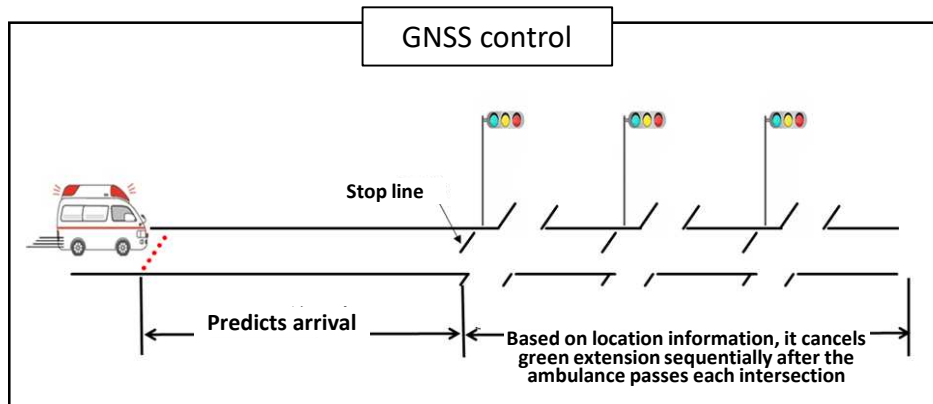 GNSS control
Stop line
Predicts arrival
Based on location information, it cancels
green extension sequentially after the
ambulance passes each intersection